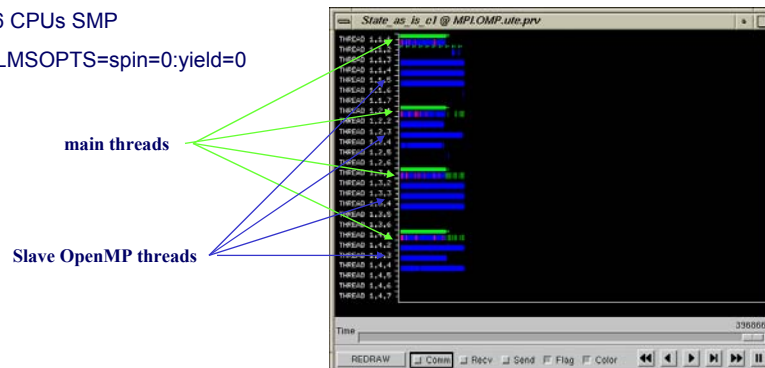 6 CPUs SMP
LMSOPTS=spin=0:yield=0
main threads
Slave OpenMP threads
State_as_is_c1 @ MPI.OMP.ute.prv
THREAD 1.1.1
THREAD 1.1.2
THREAD 1.1.3
THREAD 1.1.4
THREAD 1.1.5
THREAD 1.1.6
THREAD 1.1.7
THREAD 1.2.1
THREAD 1.2.2
THREAD 1.2.3
THREAD 1.2.4
THREAD 1.2.5
THREAD 1.2.6
THREAD 1.3.1
THREAD 1.3.2
THREAD 1.3.3
THREAD 1.3.4
THREAD 1.3.5
THREAD 1.3.6
THREAD 1.4.1
THREAD 1.4.2
THREAD 1.4.3
THREAD 1.4.4
THREAD 1.4.5
THREAD 1.4.6
THREAD 1.4.7
Time
REDRAW Comm Recv Send Flag Color